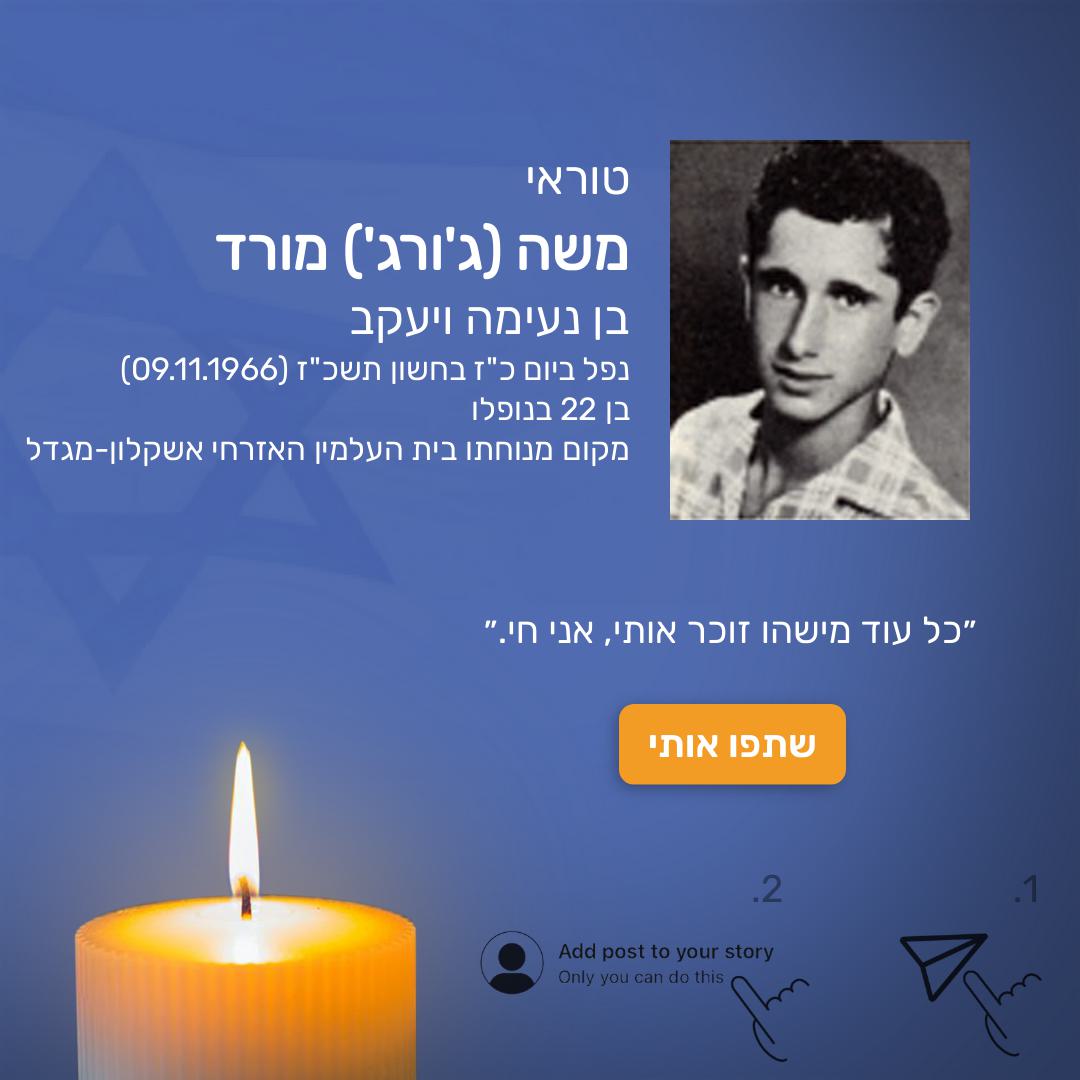 טוראי
משה (ג'ורג') מורד
בן נעימה ויעקב
נפל ביום כ"ז בחשון תשכ"ז (09.11.1966)
בן 22 בנופלו
מקום מנוחתו בית העלמין האזרחי אשקלון-מגדל
״כל עוד מישהו זוכר אותי, אני חי.״
שתפו אותי
1.
2.
Add post to your story
Only you can do this